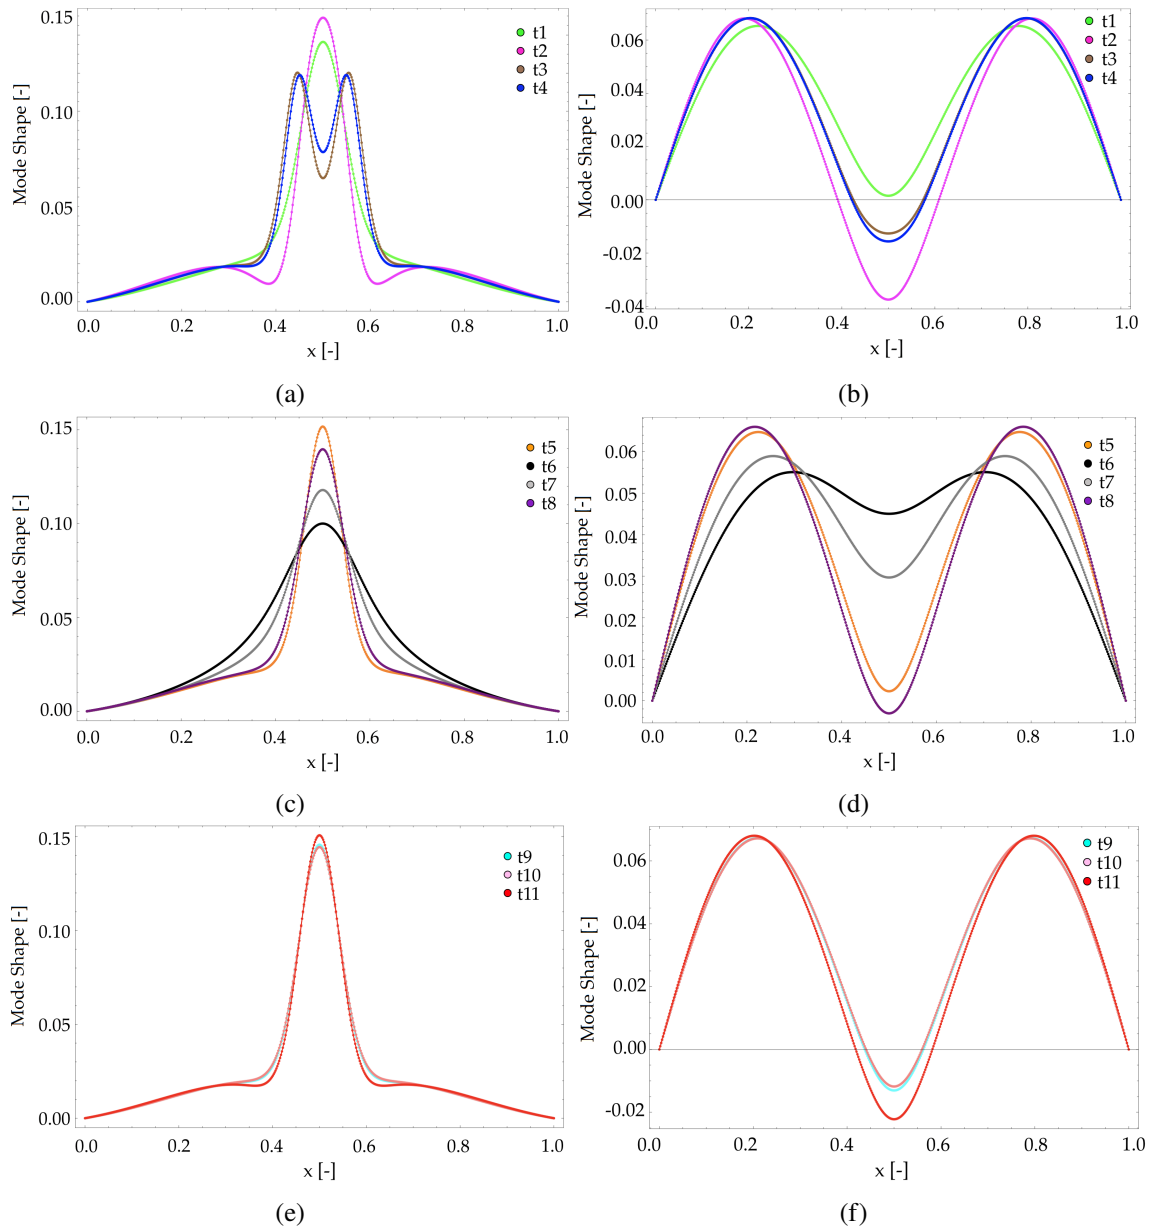 0.15
0.10
0.05
0.00
Mode Shape [-]
t1
t2
t3
t4
0.0 0.2 0.4 0.6 0.8 1.0
x [-]
(a)
0.06
0.04
0.02
0.00
-0.02
-0.04
Mode Shape [-]
t1
t2
t3
t4
0.0 0.2 0.4 0.6 0.8 1.0
x [-]
(b)
0.15
0.10
0.05
0.00
Mode Shape [-]
t5
t6
t7
t8
0.0 0.2 0.4 0.6 0.8 1.0
x [-]
(c)
0.06
0.05
0.04
0.03
0.02
0.01
0.00
Mode Shape [-]
t5
t6
t7
t8
0.0 0.2 0.4 0.6 0.8 1.0
x [-]
(d)
0.15
0.10
0.05
0.00
Mode Shape [-]
t9
t10
t11
0.0 0.2 0.4 0.6 0.8 1.0
x [-]
(e)
0.06
0.04
0.02
0.00
-0.02
Mode Shape [-]
t9
t10
t11
0.0 0.2 0.4 0.6 0.8 1.0
x [-]
(f)